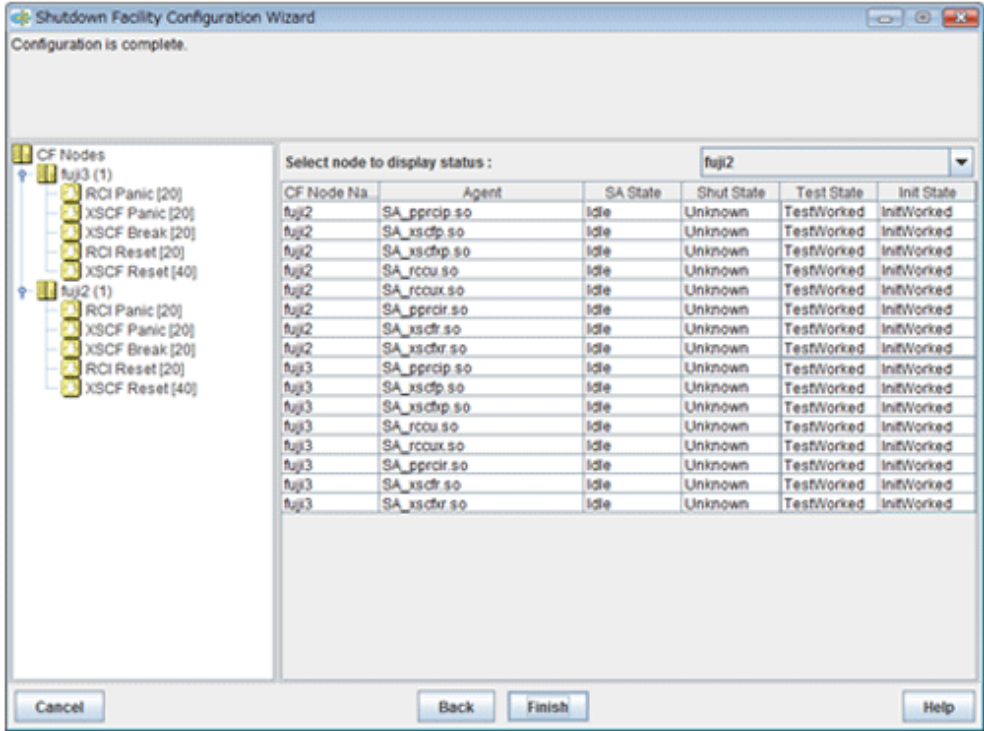 Shutdown Facility Configuration Wizard
Configuration is complete.
CF Nodes
fuji3 (1)
RCI Panic [20]
XSCF Panic [20]
XSCF Break [20]
RCI Reset [20]
XSCF Reset [40]
fuji2 (1)
RCI Panic [20]
XSCF Panic [20]
XSCF Break [20]
RCI Reset [20]
XSCF Reset [40]
Select node to display status : fuji2
CF Node Na... Agent SA State Shut State Test State Init State
fuji2 SA_pprcip.so Idle Unknown TestWorked InitWorked
fuji2 SA_xscfp.so Idle Unknown TestWorked InitWorked
fuji2 SA_xscfxp.so Idle Unknown TestWorked InitWorked
fuji2 SA_rccu.so Idle Unknown TestWorked InitWorked
fuji2 SA_rccux.so Idle Unknown TestWorked InitWorked
fuji2 SA_pprcir.so Idle Unknown TestWorked InitWorked
fuji2 SA_xscfr.so Idle Unknown TestWorked InitWorked
fuji2 SA_xscfxr.so Idle Unknown TestWorked InitWorked
fuji3 SA_pprcip.so Idle Unknown TestWorked InitWorked
fuji3 SA_xscfp.so Idle Unknown TestWorked InitWorked
fuji3 SA_xscfxp.so Idle Unknown TestWorked InitWorked
fuji3 SA_rccu.so Idle Unknown TestWorked InitWorked
fuji3 SA_rccux.so Idle Unknown TestWorked InitWorked
fuji3 SA_pprcir.so Idle Unknown TestWorked InitWorked
fuji3 SA_xscfr.so Idle Unknown TestWorked InitWorked
fuji3 SA_xscfxr.so Idle Unknown TestWorked InitWorked
Cancel Back Finish Help